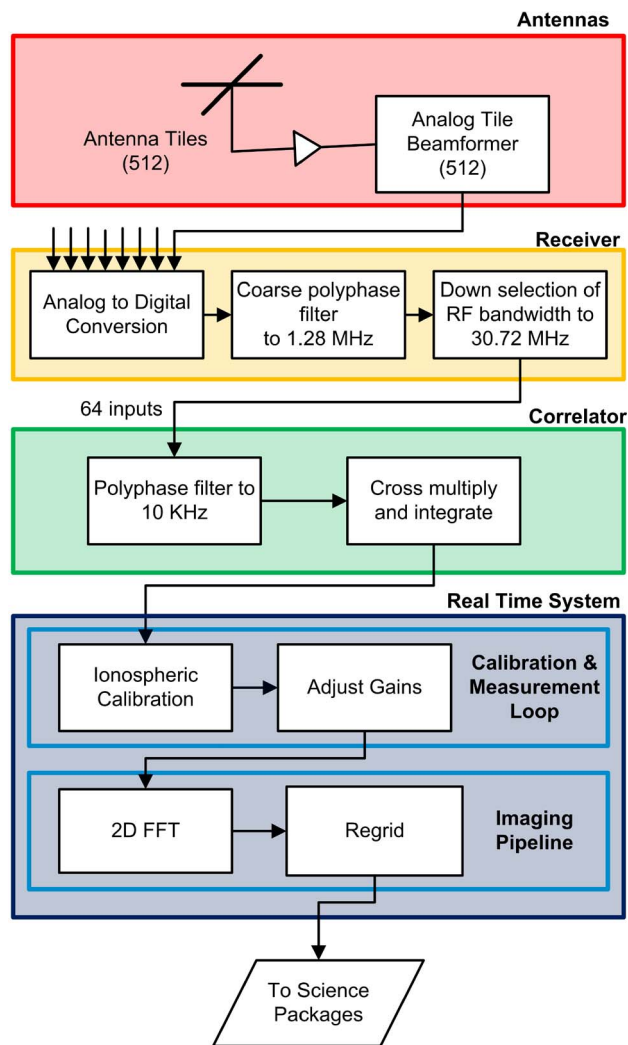 Antennas
Antenna Tiles
(512)
Analog Tile
Beamformer
(512)
Receiver
Analog to Digital
Conversion
Coarse polyphase
filter
to 1.28 MHz
Down selection of
RF bandwidth to
30.72 MHz
64 inputs
Correlator
Polyphase filter to
10 KHz
Cross multiply
and integrate
Real Time System
Ionospheric
Calibration
Adjust Gains
Calibration &
Measurement
Loop
2D FFT
Regrid
Imaging
Pipeline
To Science
Packages